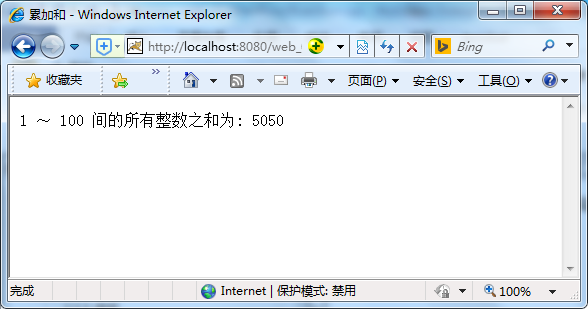 累加和 - Windows Internet Explorer
http://localhost:8080/web_
Bing
收藏夹
»
页面(P)
安全(S)
工具(O)
»
1 ～ 100 间的所有整数之和为: 5050
完成
Internet | 保护模式: 禁用
100%